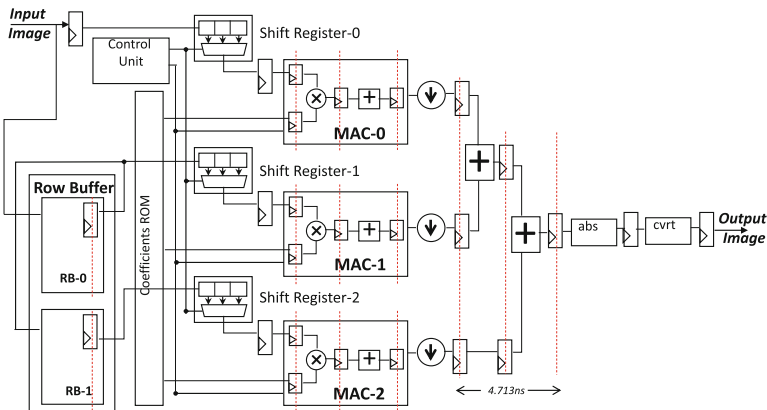 Input
Image
Control
Unit
Shift Register-0
MAC-0
Shift Register-1
Row Buffer
RB-0
Coefficients ROM
MAC-1
abs
cvrt
Output
Image
Shift Register-2
RB-1
MAC-2
4.713ns